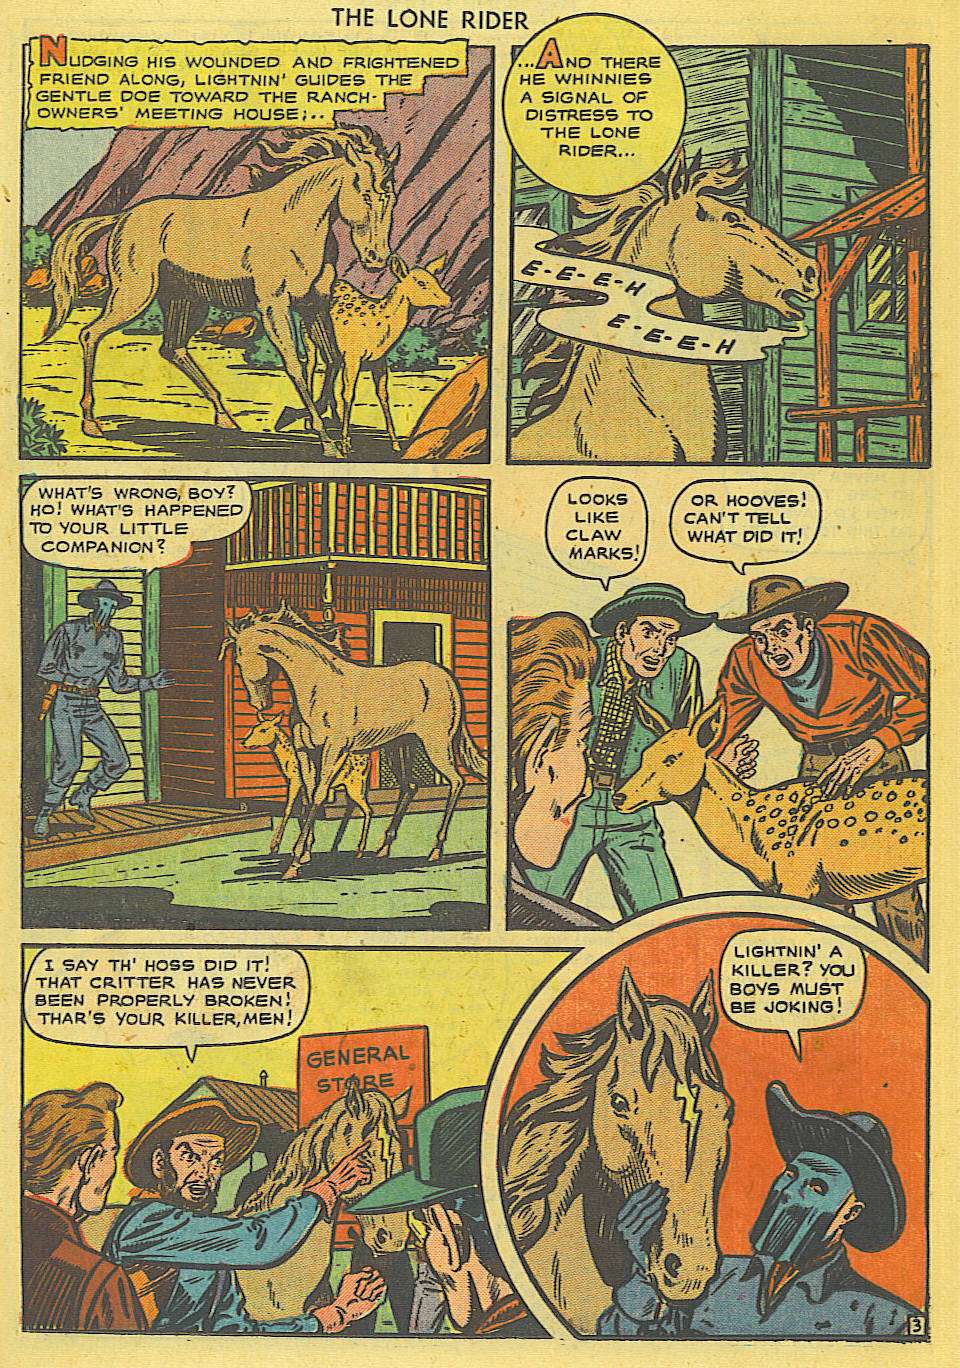 THE LONE RIDER
NUDGING HIS WOUNDED AND FRIGHTENED
FRIEND ALONG, LIGHTNIN' GUIDES THE
GENTLE DOE TOWARD THE RANCH-
OWNERS' MEETING HOUSE;..
...AND THERE
HE WHINNIES
A SIGNAL OF
DISTRESS TO
THE LONE
RIDER...
E-E-E-H
E-E-E-H
WHAT'S WRONG, BOY?
HO! WHAT'S HAPPENED
TO YOUR LITTLE
COMPANION?
LOOKS
LIKE
CLAW
MARKS!
OR HOOVES!
CAN'T TELL
WHAT DID IT!
I SAY TH' HOSS DID IT!
THAT CRITTER HAS NEVER
BEEN PROPERLY BROKEN!
THAR'S YOUR KILLER, MEN!
GENERAL
STORE
LIGHTNIN' A
KILLER? YOU
BOYS MUST
BE JOKING!
3